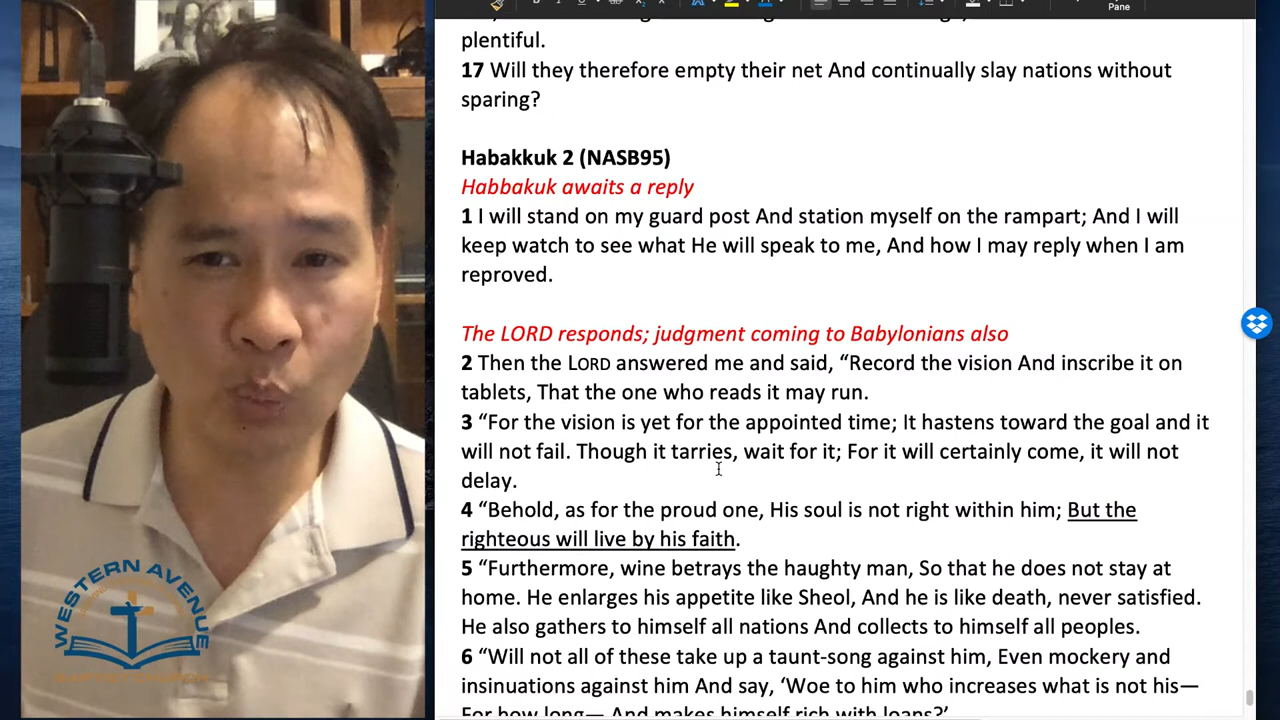 Pane
plentiful.
17 Will they therefore empty their net And continually slay nations without
sparing?
Habakkuk 2 (NASB95)
Habbakuk awaits a reply
1 I will stand on my guard post And station myself on the rampart; And I will
keep watch to see what He will speak to me, And how I may reply when I am
reproved.
The LORD responds; judgment coming to Babylonians also
2 Then the LORD answered me and said, “Record the vision And inscribe it on
tablets, That the one who reads it may run.
3 “For the vision is yet for the appointed time; It hastens toward the goal and it
will not fail. Though it tarries, wait for it; For it will certainly come, it will not
delay.
4 “Behold, as for the proud one, His soul is not right within him; But the
righteous will live by his faith.
5 “Furthermore, wine betrays the haughty man, So that he does not stay at
home. He enlarges his appetite like Sheol, And he is like death, never satisfied.
He also gathers to himself all nations And collects to himself all peoples.
6 “Will not all of these take up a taunt-song against him, Even mockery and
insinuations against him And say, ‘Woe to him who increases what is not his—
For how long— And makes himself rich with loans?’
WESTERN AVENUE